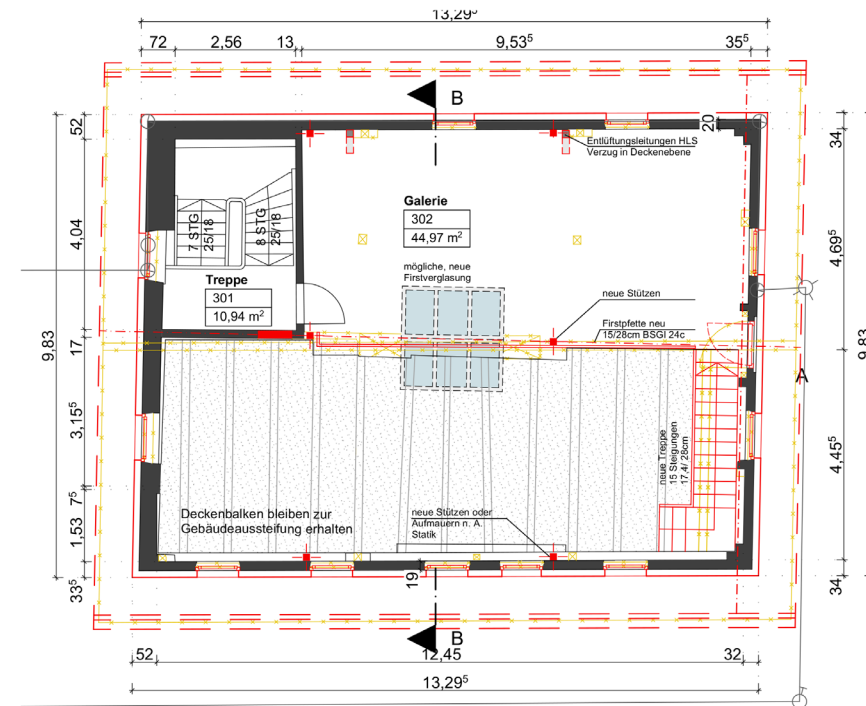 13,29⁵
72
2,56
13
9,53⁵
35⁵
B
52
20
34
Entlüftungsleitungen HLS
Verzug in Deckenebene
Galerie
302
44,97 m²
7 STG
25/18
8 STG
25/18
4,04
4,69⁵
mögliche, neue
Firstverglasung
Treppe
301
10,94 m²
neue Stützen
Firstpfette neu
15/28cm BSGl 24c
9,83
17
9,83
A
3,15⁵
4,45⁵
neue Treppe
15 Steigungen
17,4/ 28cm
7⁵
Deckenbalken bleiben zur
Gebäudeaussteifung erhalten
neue Stützen oder
Aufmauern n. A.
Statik
1,53
33⁵
19
34
B
52
12,45
32
13,29⁵